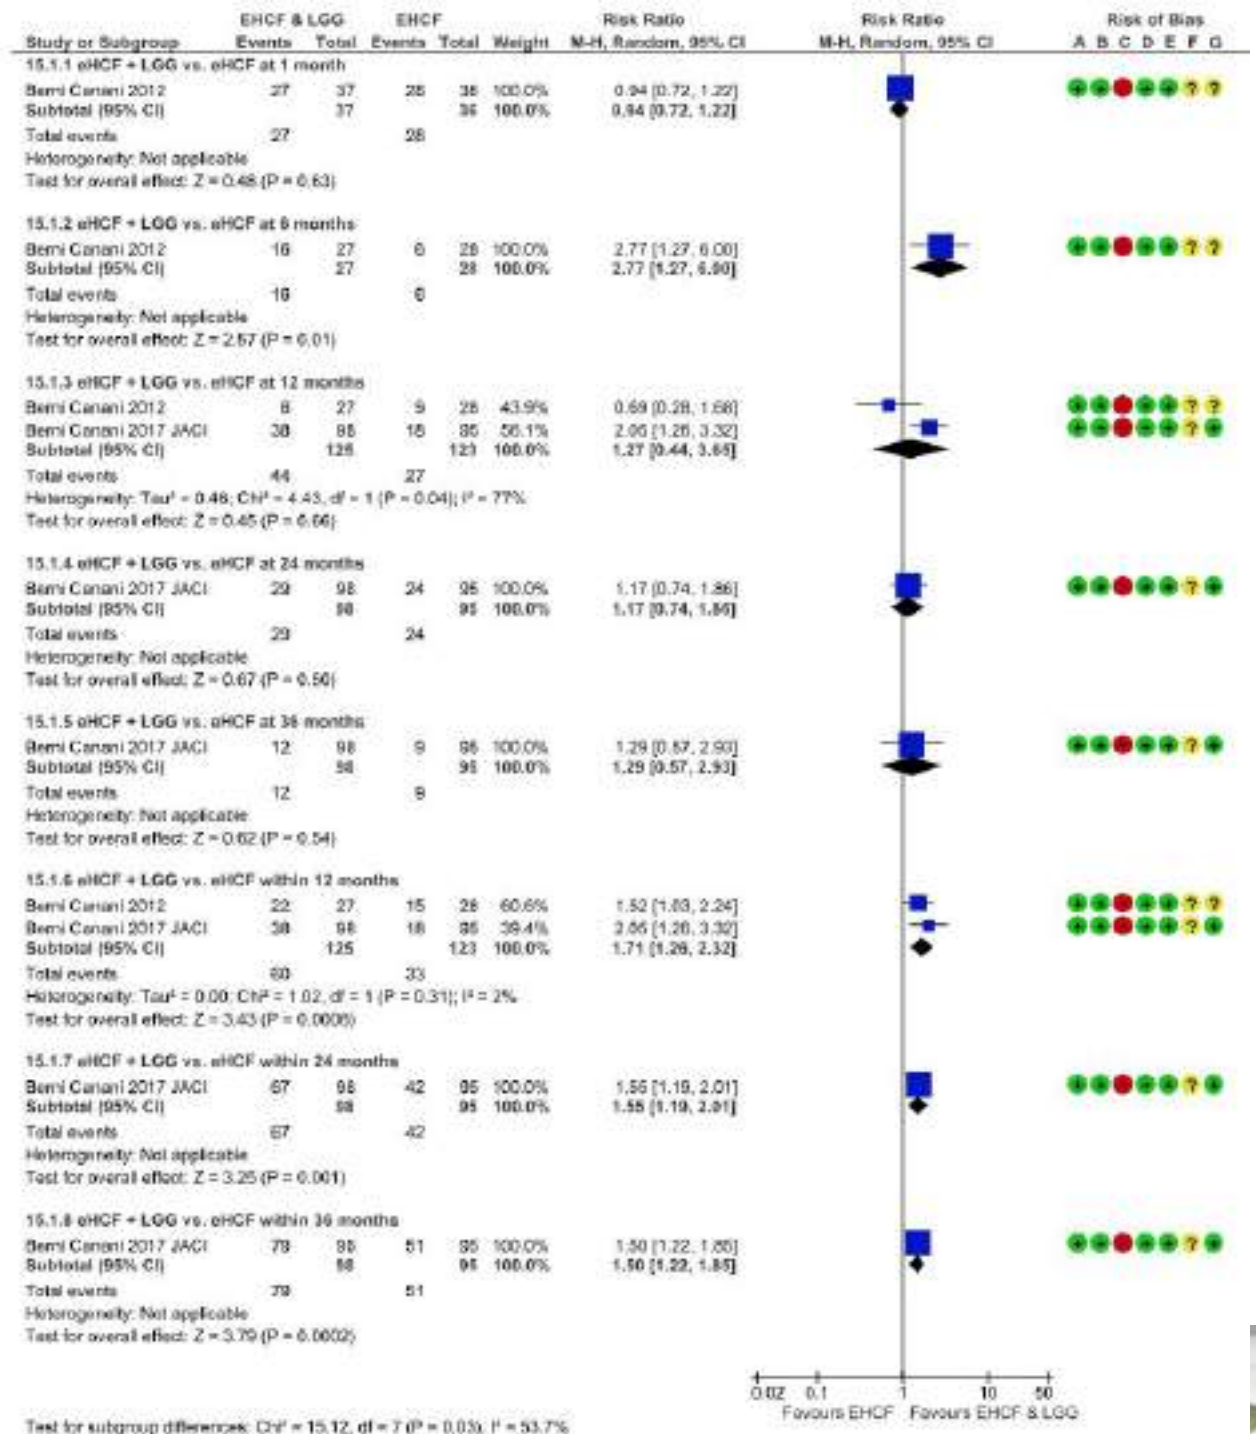 EHCF & LGG EHCF Risk Ratio Risk Ratio Risk of Bias
Study or Subgroup Events Total Events Total Weight M-H, Random, 95% CI M-H, Random, 95% CI A B C D E F G
15.1.1 eHCF + LGG vs. eHCF at 1 month
Berni Canani 2012 27 37 28 36 100.0% 0.94 [0.72, 1.22] + + + + ? ?
Subtotal (95% CI) 37 36 100.0% 0.94 [0.72, 1.22]
Total events 27 28
Heterogeneity: Not applicable
Test for overall effect: Z = 0.48 (P = 0.63)
15.1.2 eHCF + LGG vs. eHCF at 6 months
Berni Canani 2012 16 27 6 28 100.0% 2.77 [1.27, 6.00] + + + + ? ?
Subtotal (95% CI) 27 28 100.0% 2.77 [1.27, 6.00]
Total events 16 6
Heterogeneity: Not applicable
Test for overall effect: Z = 2.57 (P = 0.01)
15.1.3 eHCF + LGG vs. eHCF at 12 months
Berni Canani 2012 6 27 9 28 43.9% 0.69 [0.28, 1.68] + + + + ? ?
Berni Canani 2017 JACI 38 98 18 95 56.1% 2.05 [1.26, 3.32] + + + + ? +
Subtotal (95% CI) 125 123 100.0% 1.27 [0.44, 3.65]
Total events 44 27
Heterogeneity: Tau² = 0.46; Chi² = 4.43, df = 1 (P = 0.04); I² = 77%
Test for overall effect: Z = 0.45 (P = 0.66)
15.1.4 eHCF + LGG vs. eHCF at 24 months
Berni Canani 2017 JACI 29 98 24 95 100.0% 1.17 [0.74, 1.86] + + + + ? +
Subtotal (95% CI) 98 95 100.0% 1.17 [0.74, 1.86]
Total events 29 24
Heterogeneity: Not applicable
Test for overall effect: Z = 0.67 (P = 0.50)
15.1.5 eHCF + LGG vs. eHCF at 36 months
Berni Canani 2017 JACI 12 98 9 95 100.0% 1.29 [0.57, 2.93] + + + + ? +
Subtotal (95% CI) 98 95 100.0% 1.29 [0.57, 2.93]
Total events 12 9
Heterogeneity: Not applicable
Test for overall effect: Z = 0.62 (P = 0.54)
15.1.6 eHCF + LGG vs. eHCF within 12 months
Berni Canani 2012 22 27 15 28 60.6% 1.52 [1.03, 2.24] + + + + ? ?
Berni Canani 2017 JACI 38 98 18 95 39.4% 2.05 [1.26, 3.32] + + + + ? +
Subtotal (95% CI) 125 123 100.0% 1.71 [1.26, 2.32]
Total events 60 33
Heterogeneity: Tau² = 0.00; Chi² = 1.02, df = 1 (P = 0.31); I² = 2%
Test for overall effect: Z = 3.43 (P = 0.0006)
15.1.7 eHCF + LGG vs. eHCF within 24 months
Berni Canani 2017 JACI 67 98 42 95 100.0% 1.55 [1.19, 2.01] + + + + ? +
Subtotal (95% CI) 98 95 100.0% 1.55 [1.19, 2.01]
Total events 67 42
Heterogeneity: Not applicable
Test for overall effect: Z = 3.25 (P = 0.001)
15.1.8 eHCF + LGG vs. eHCF within 36 months
Berni Canani 2017 JACI 79 98 51 95 100.0% 1.50 [1.22, 1.85] + + + + ? +
Subtotal (95% CI) 98 95 100.0% 1.50 [1.22, 1.85]
Total events 79 51
Heterogeneity: Not applicable
Test for overall effect: Z = 3.79 (P = 0.0002)
0.02 0.1 1 10 50
Favours EHCF Favours EHCF & LGG
Test for subgroup differences: Chi² = 15.12, df = 7 (P = 0.03), I² = 53.7%